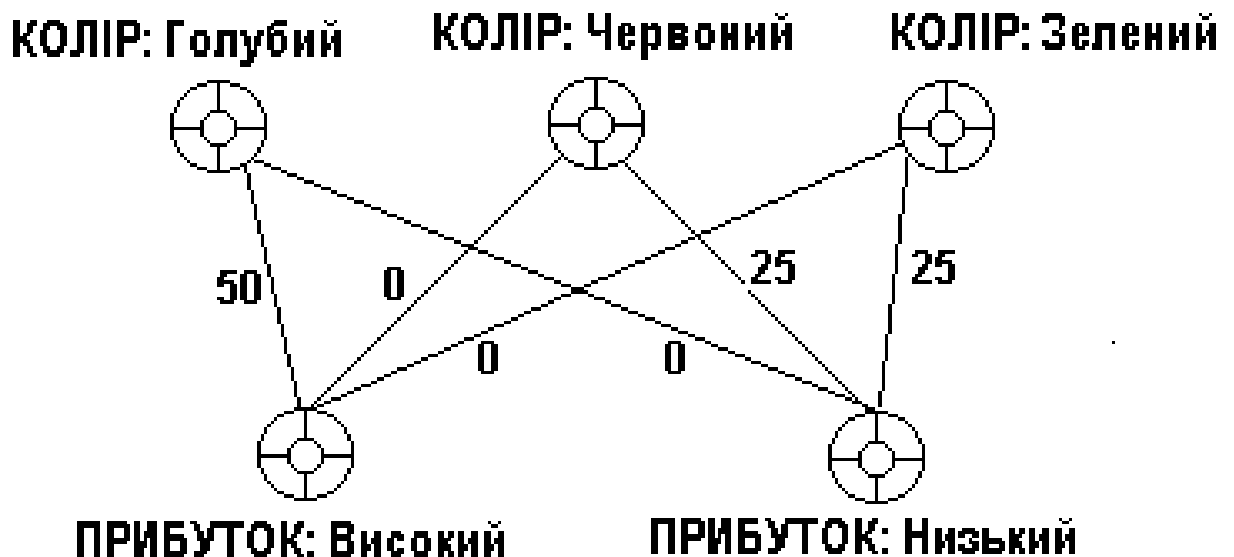 КОЛІР: Голубий КОЛІР: Червоний КОЛІР: Зелений
50 0 25 25
0 0
ПРИБУТОК: Високий ПРИБУТОК: Низький